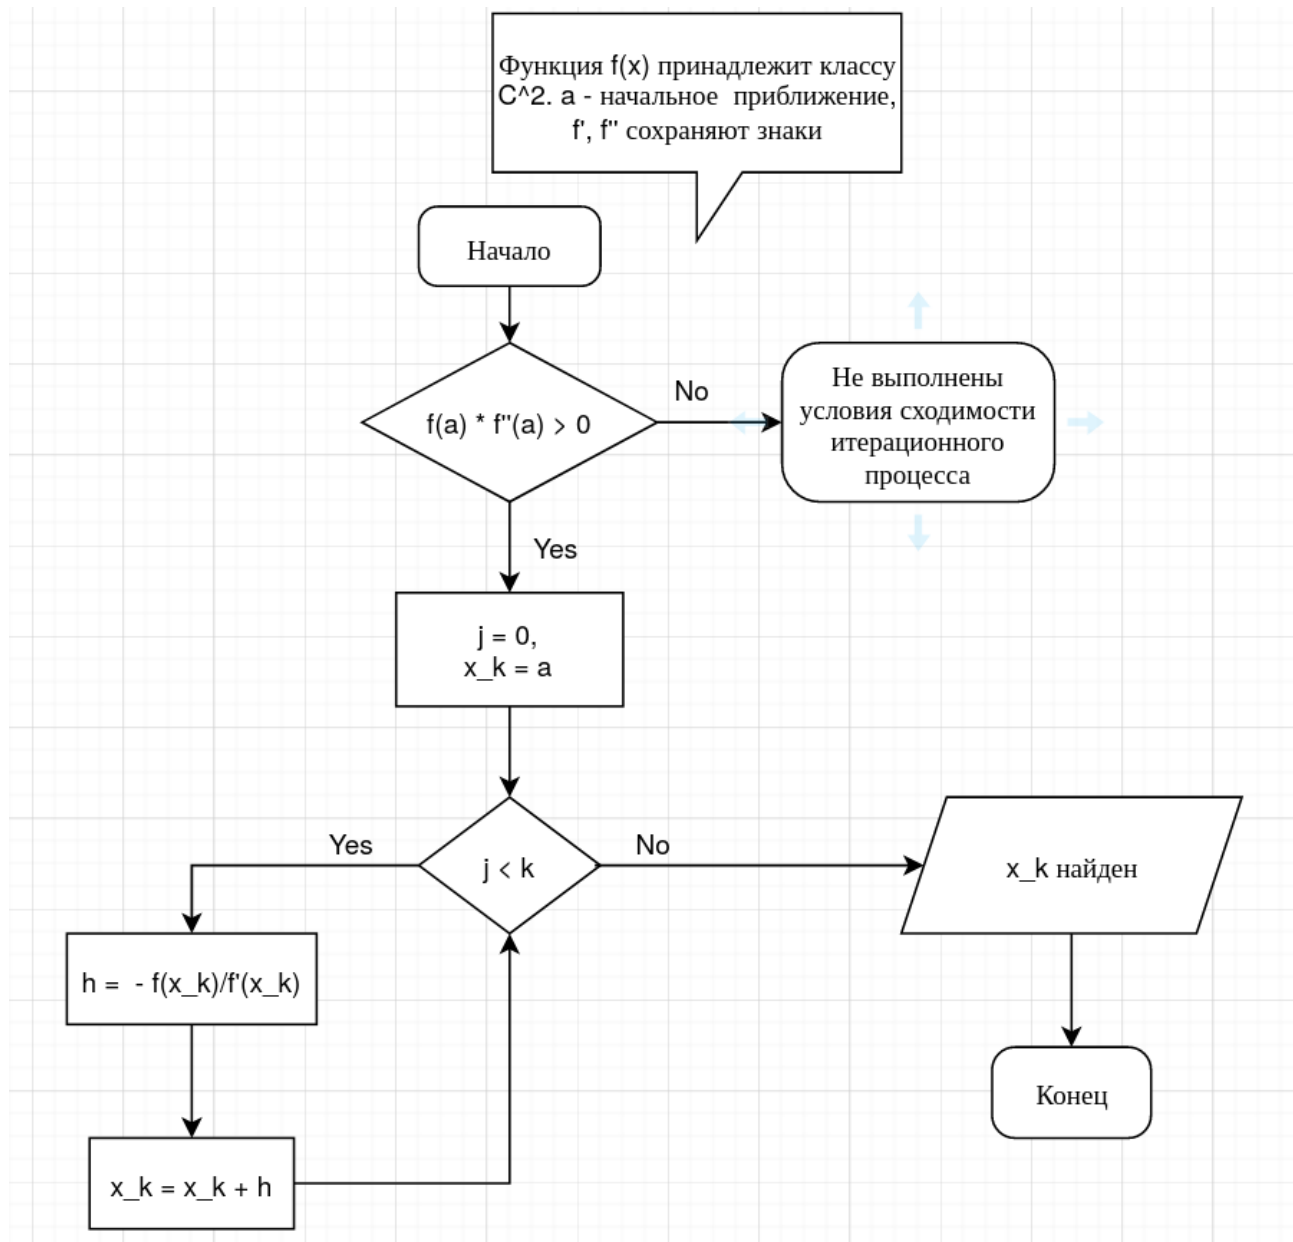 Функция f(x) принадлежит классу
C^2. a - начальное приближение,
f', f'' сохраняют знаки
Начало
f(a) * f''(a) > 0
No
Не выполнены
условия сходимости
итерационного
процесса
Yes
j = 0,
x_k = a
Yes
j < k
No
x_k найден
h = - f(x_k)/f'(x_k)
Конец
x_k = x_k + h